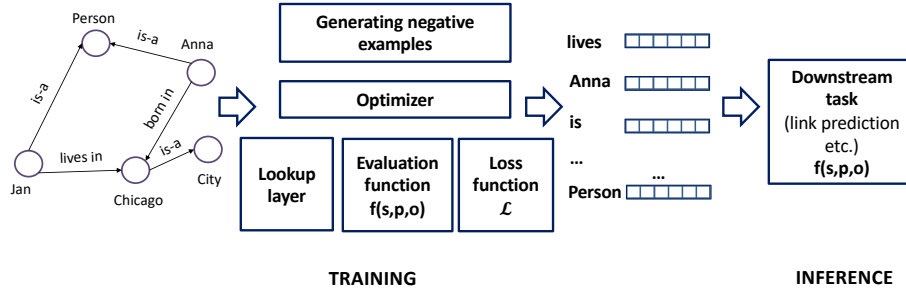 Person
Anna
is-a
is-a
born in
lives in
is-a
Jan
Chicago
City
Generating negative
examples
Optimizer
Lookup
layer
Evaluation
function
f(s,p,o)
Loss
function
ℒ
lives
Anna
is
...
...
Person
Downstream
task
(link prediction
etc.)
f(s,p,o)
TRAINING
INFERENCE